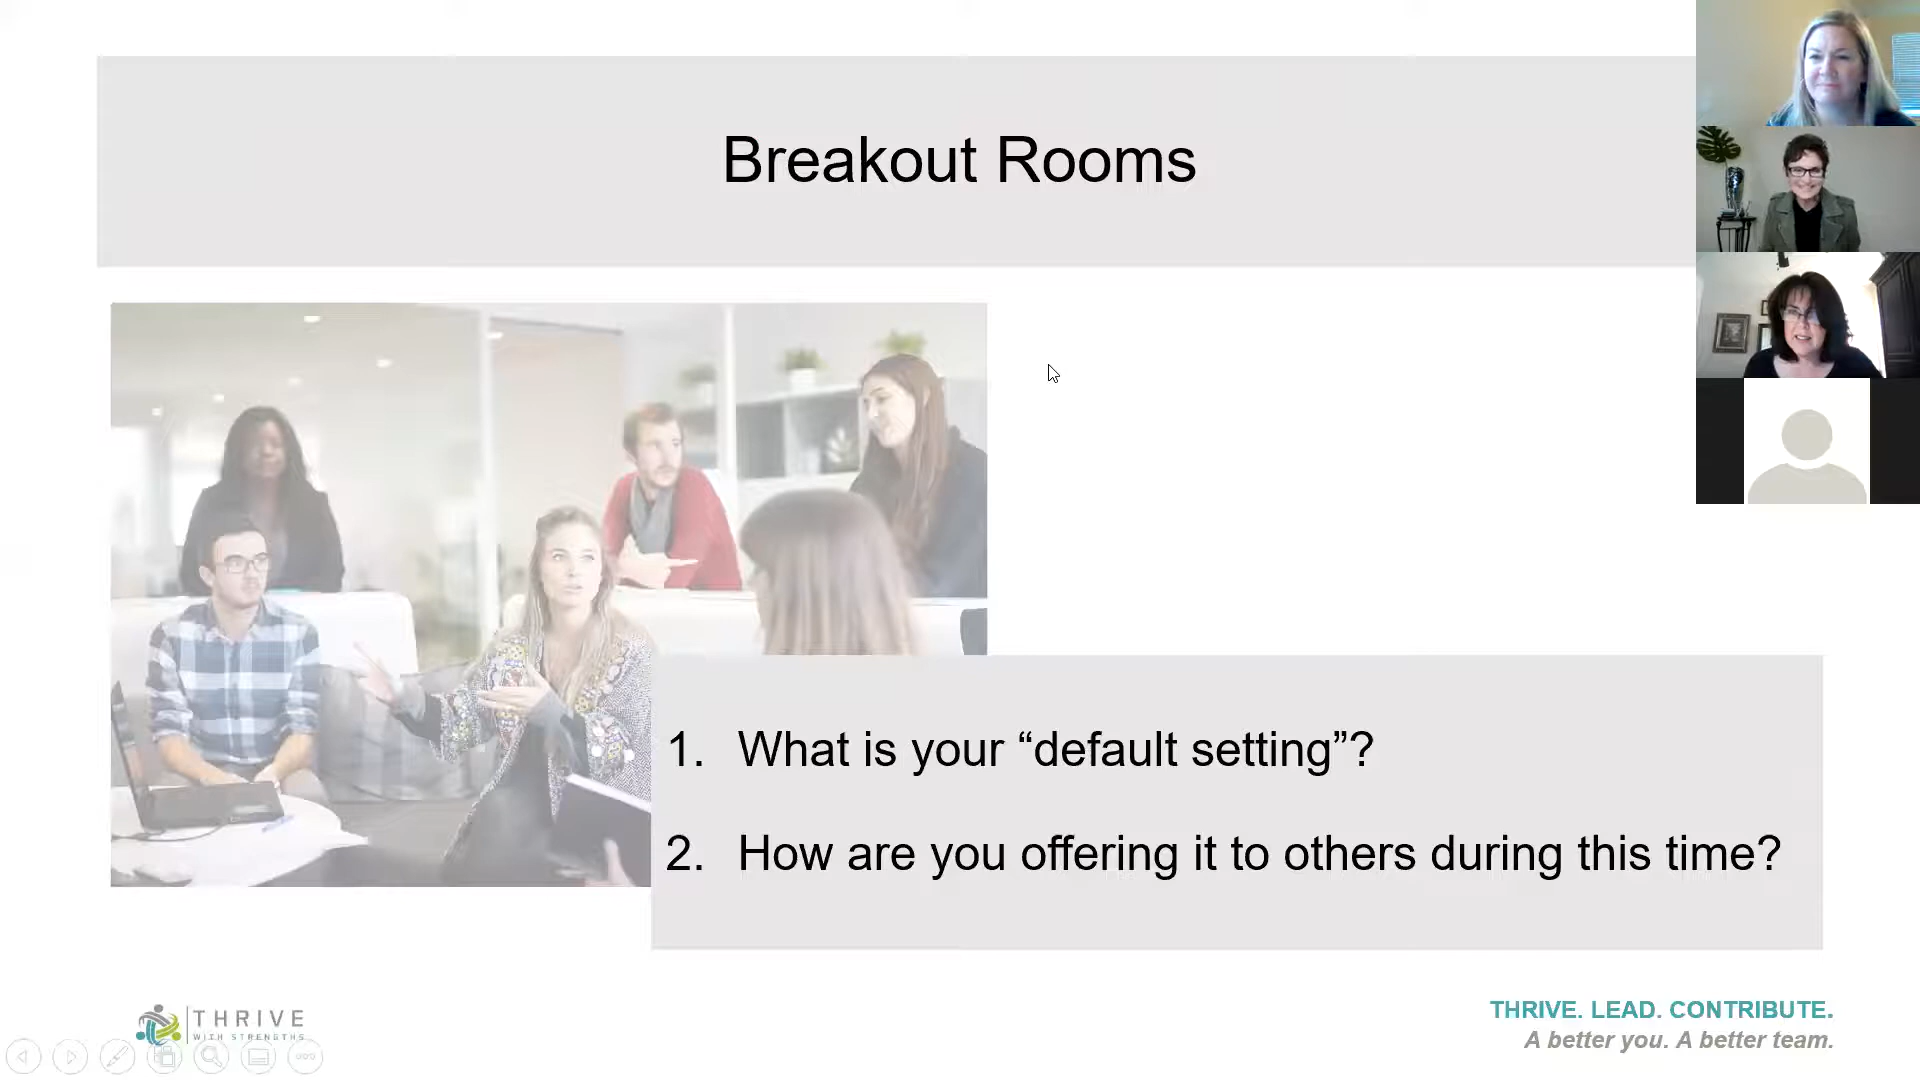 Breakout Rooms
1. What is your “default setting”?
2. How are you offering it to others during this time?
THRIVE
WITH STRENGTHS
THRIVE. LEAD. CONTRIBUTE.
A better you. A better team.